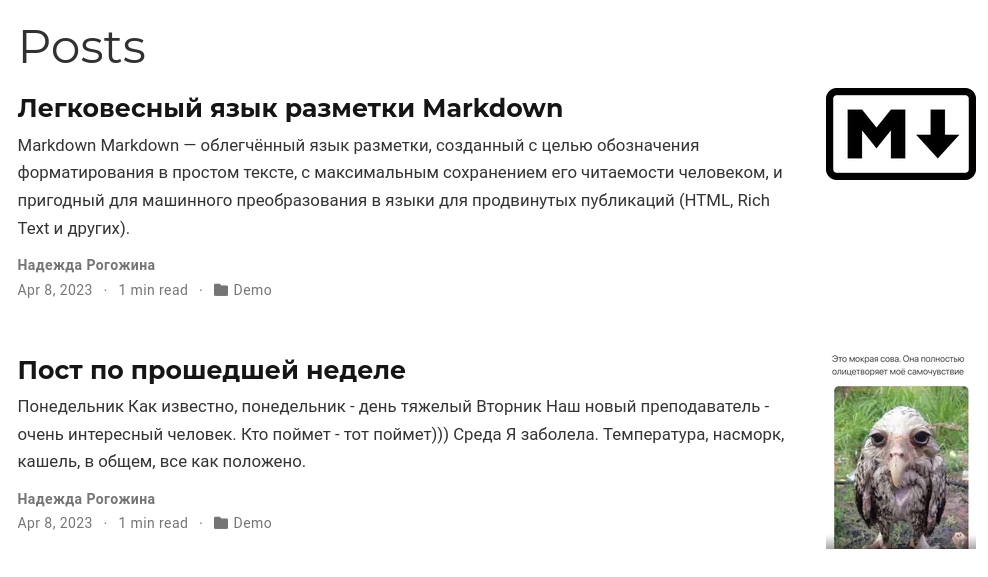 Posts
Легковесный язык разметки Markdown
Markdown Markdown — облегчённый язык разметки, созданный с целью обозначения
форматирования в простом тексте, с максимальным сохранением его читаемости человеком, и
пригодный для машинного преобразования в языки для продвинутых публикаций (HTML, Rich
Text и других).
Надежда Рогожина
Apr 8, 2023 · 1 min read · Demo
M
Пост по прошедшей неделе
Понедельник Как известно, понедельник - день тяжелый Вторник Наш новый преподаватель -
очень интересный человек. Кто поймет - тот поймет))) Среда Я заболела. Температура, насморк,
кашель, в общем, все как положено.
Надежда Рогожина
Apr 8, 2023 · 1 min read · Demo
Это мокрая сова. Она полностью
олицетворяет моё самочувствие